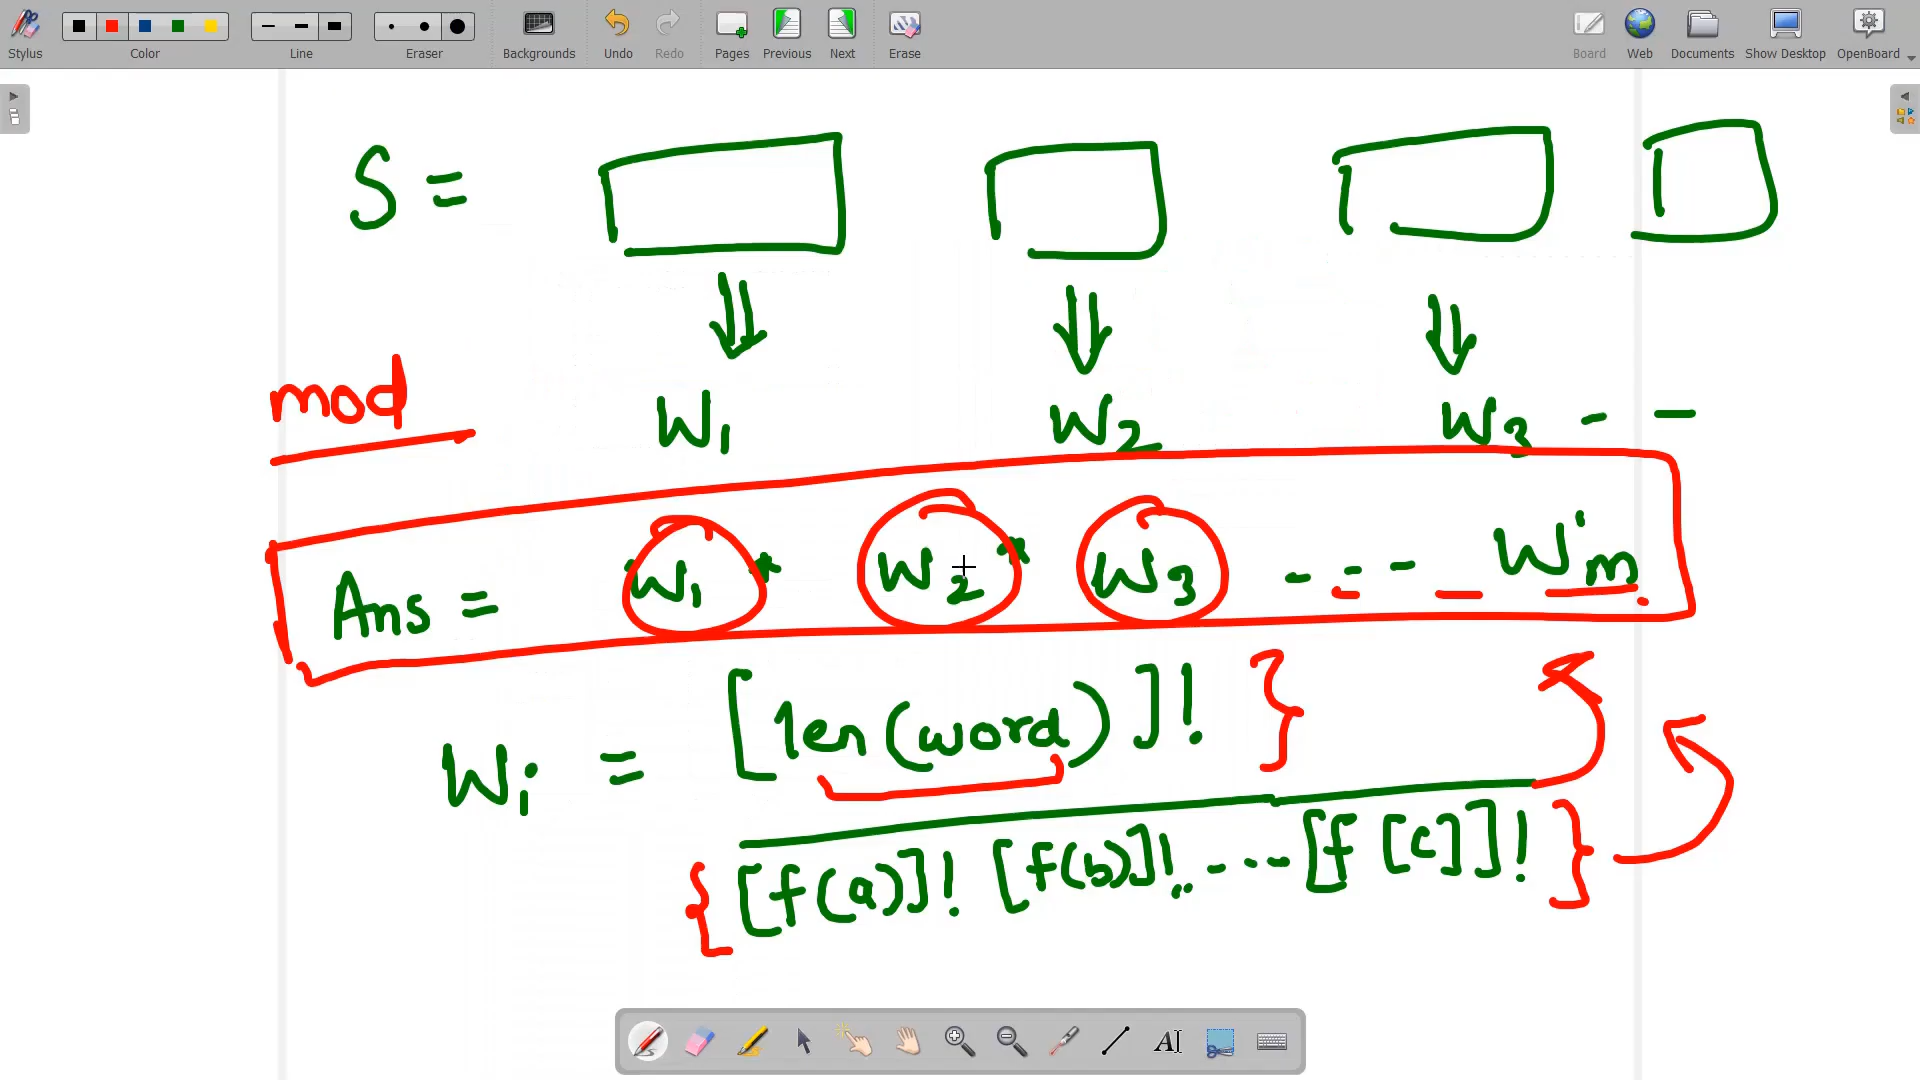 Stylus Color Line Eraser Backgrounds Undo Redo Pages Previous Next Erase Board Web Documents Show Desktop OpenBoard
S =
mod
W1 W2 W3 - -
Ans = W1 * W2 * W3 - - - Wm
Wi = [len(word)]!
[f(a)]! [f(b)]! .. - - - [f[c]]!